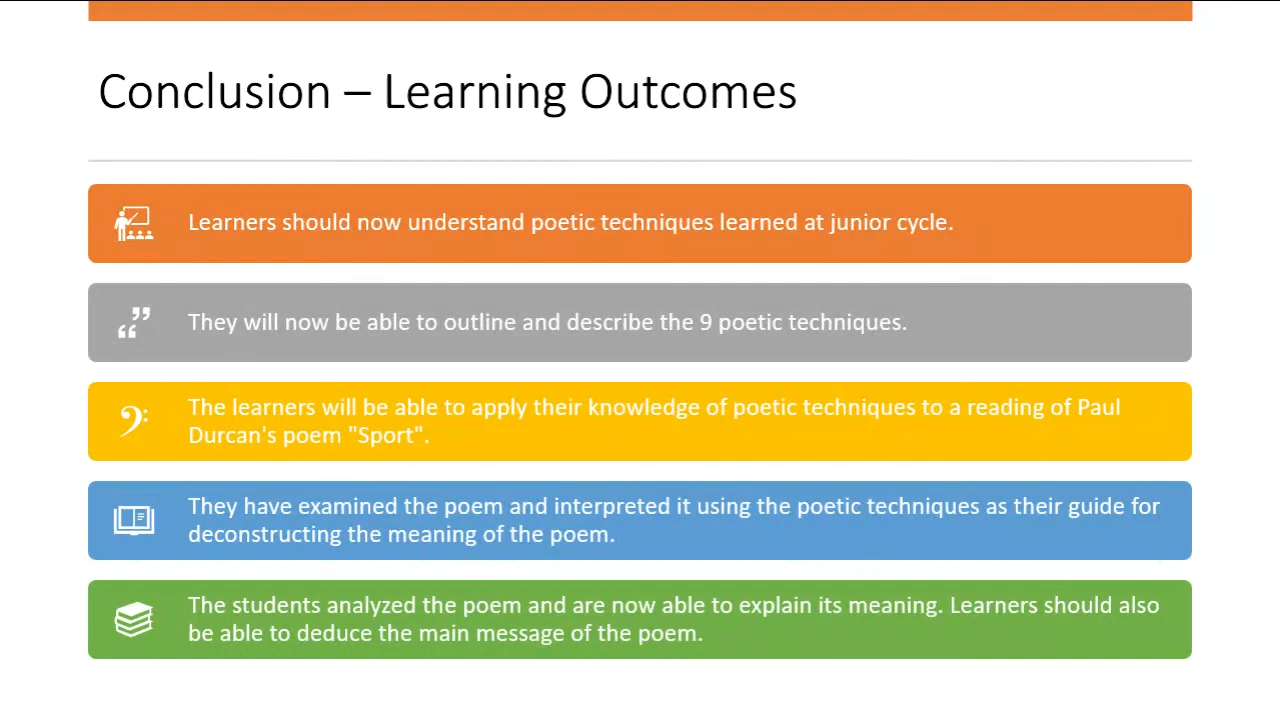 Conclusion – Learning Outcomes
Learners should now understand poetic techniques learned at junior cycle.
They will now be able to outline and describe the 9 poetic techniques.
The learners will be able to apply their knowledge of poetic techniques to a reading of Paul
Durcan's poem "Sport".
They have examined the poem and interpreted it using the poetic techniques as their guide for
deconstructing the meaning of the poem.
The students analyzed the poem and are now able to explain its meaning. Learners should also
be able to deduce the main message of the poem.